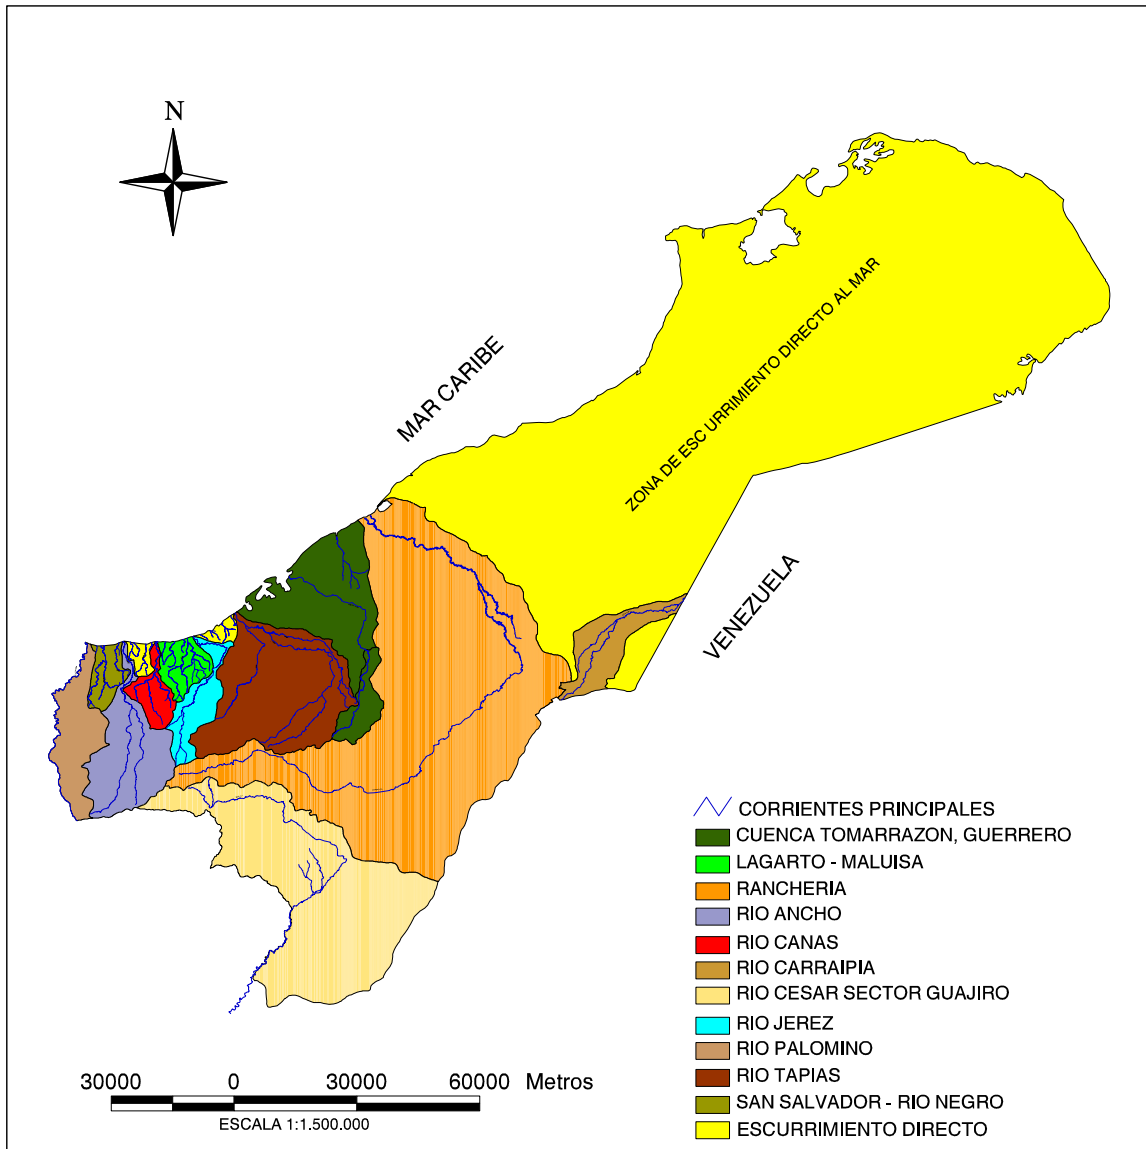 N
ZONA DE ESC URRIMIENTO DIRECTO AL MAR
MAR CARIBE
VENEZUELA
CORRIENTES PRINCIPALES
CUENCA TOMARRAZON, GUERRERO
LAGARTO - MALUISA
RANCHERIA
RIO ANCHO
RIO CANAS
RIO CARRAIPIA
RIO CESAR SECTOR GUAJIRO
RIO JEREZ
RIO PALOMINO
RIO TAPIAS
SAN SALVADOR - RIO NEGRO
ESCURRIMIENTO DIRECTO
30000 0 30000 60000 Metros
ESCALA 1:1.500.000